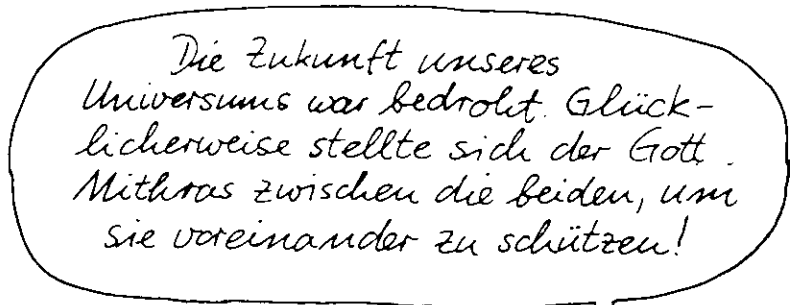 Die Zukunft unseres
Universums war bedroht. Glück-
licherweise stellte sich der Gott
Mithras zwischen die beiden, um
sie voreinander zu schützen!